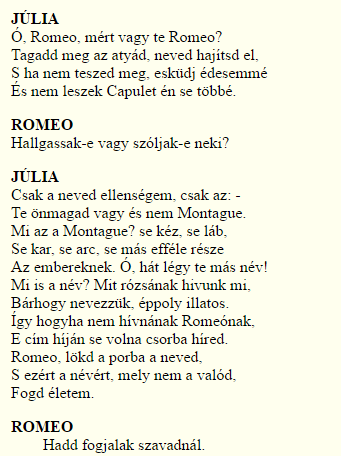 JÚLIA
Ó, Romeo, mért vagy te Romeo?
Tagadd meg az atyád, neved hajítsd el,
S ha nem teszed meg, esküdj édesemmé
És nem leszek Capulet én se többé.
ROMEO
Hallgassak-e vagy szóljak-e neki?
JÚLIA
Csak a neved ellenségem, csak az: -
Te önmagad vagy és nem Montague.
Mi az a Montague? se kéz, se láb,
Se kar, se arc, se más efféle része
Az embereknek. Ó, hát légy te más név!
Mi is a név? Mit rózsának hivunk mi,
Bárhogy nevezzük, éppoly illatos.
Így hogyha nem hívnának Romeónak,
E cím híján se volna csorba híred.
Romeo, lökd a porba a neved,
S ezért a névért, mely nem a valód,
Fogd életem.
ROMEO
Hadd fogjalak szavadnál.